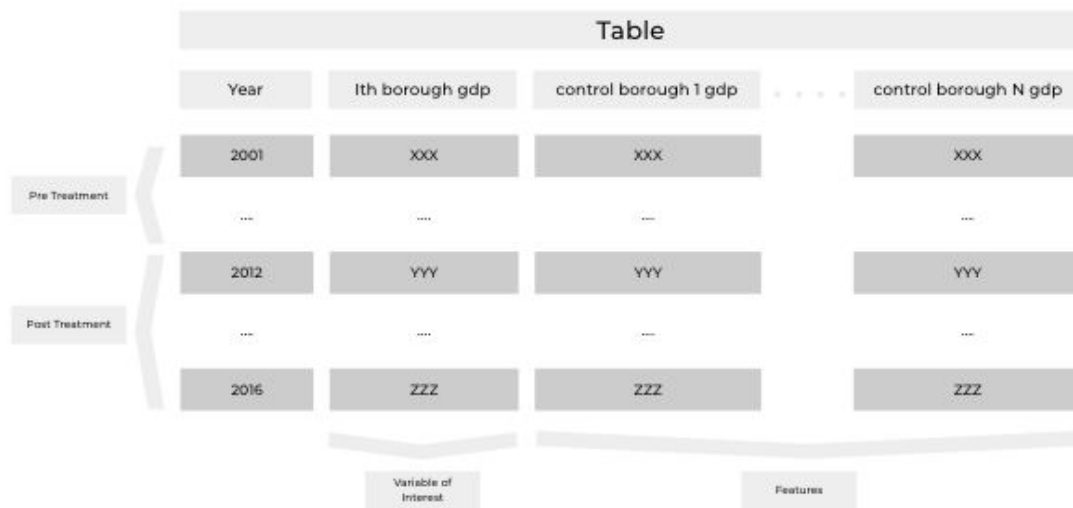 Table
Year Ith borough gdp control borough 1 gdp . . . . control borough N gdp
2001 XXX XXX XXX
Pre Treatment
.... .... .... ....
2012 YYY YYY YYY
Post Treatment
.... .... .... ....
2016 ZZZ ZZZ ZZZ
Variable of
Interest
Features